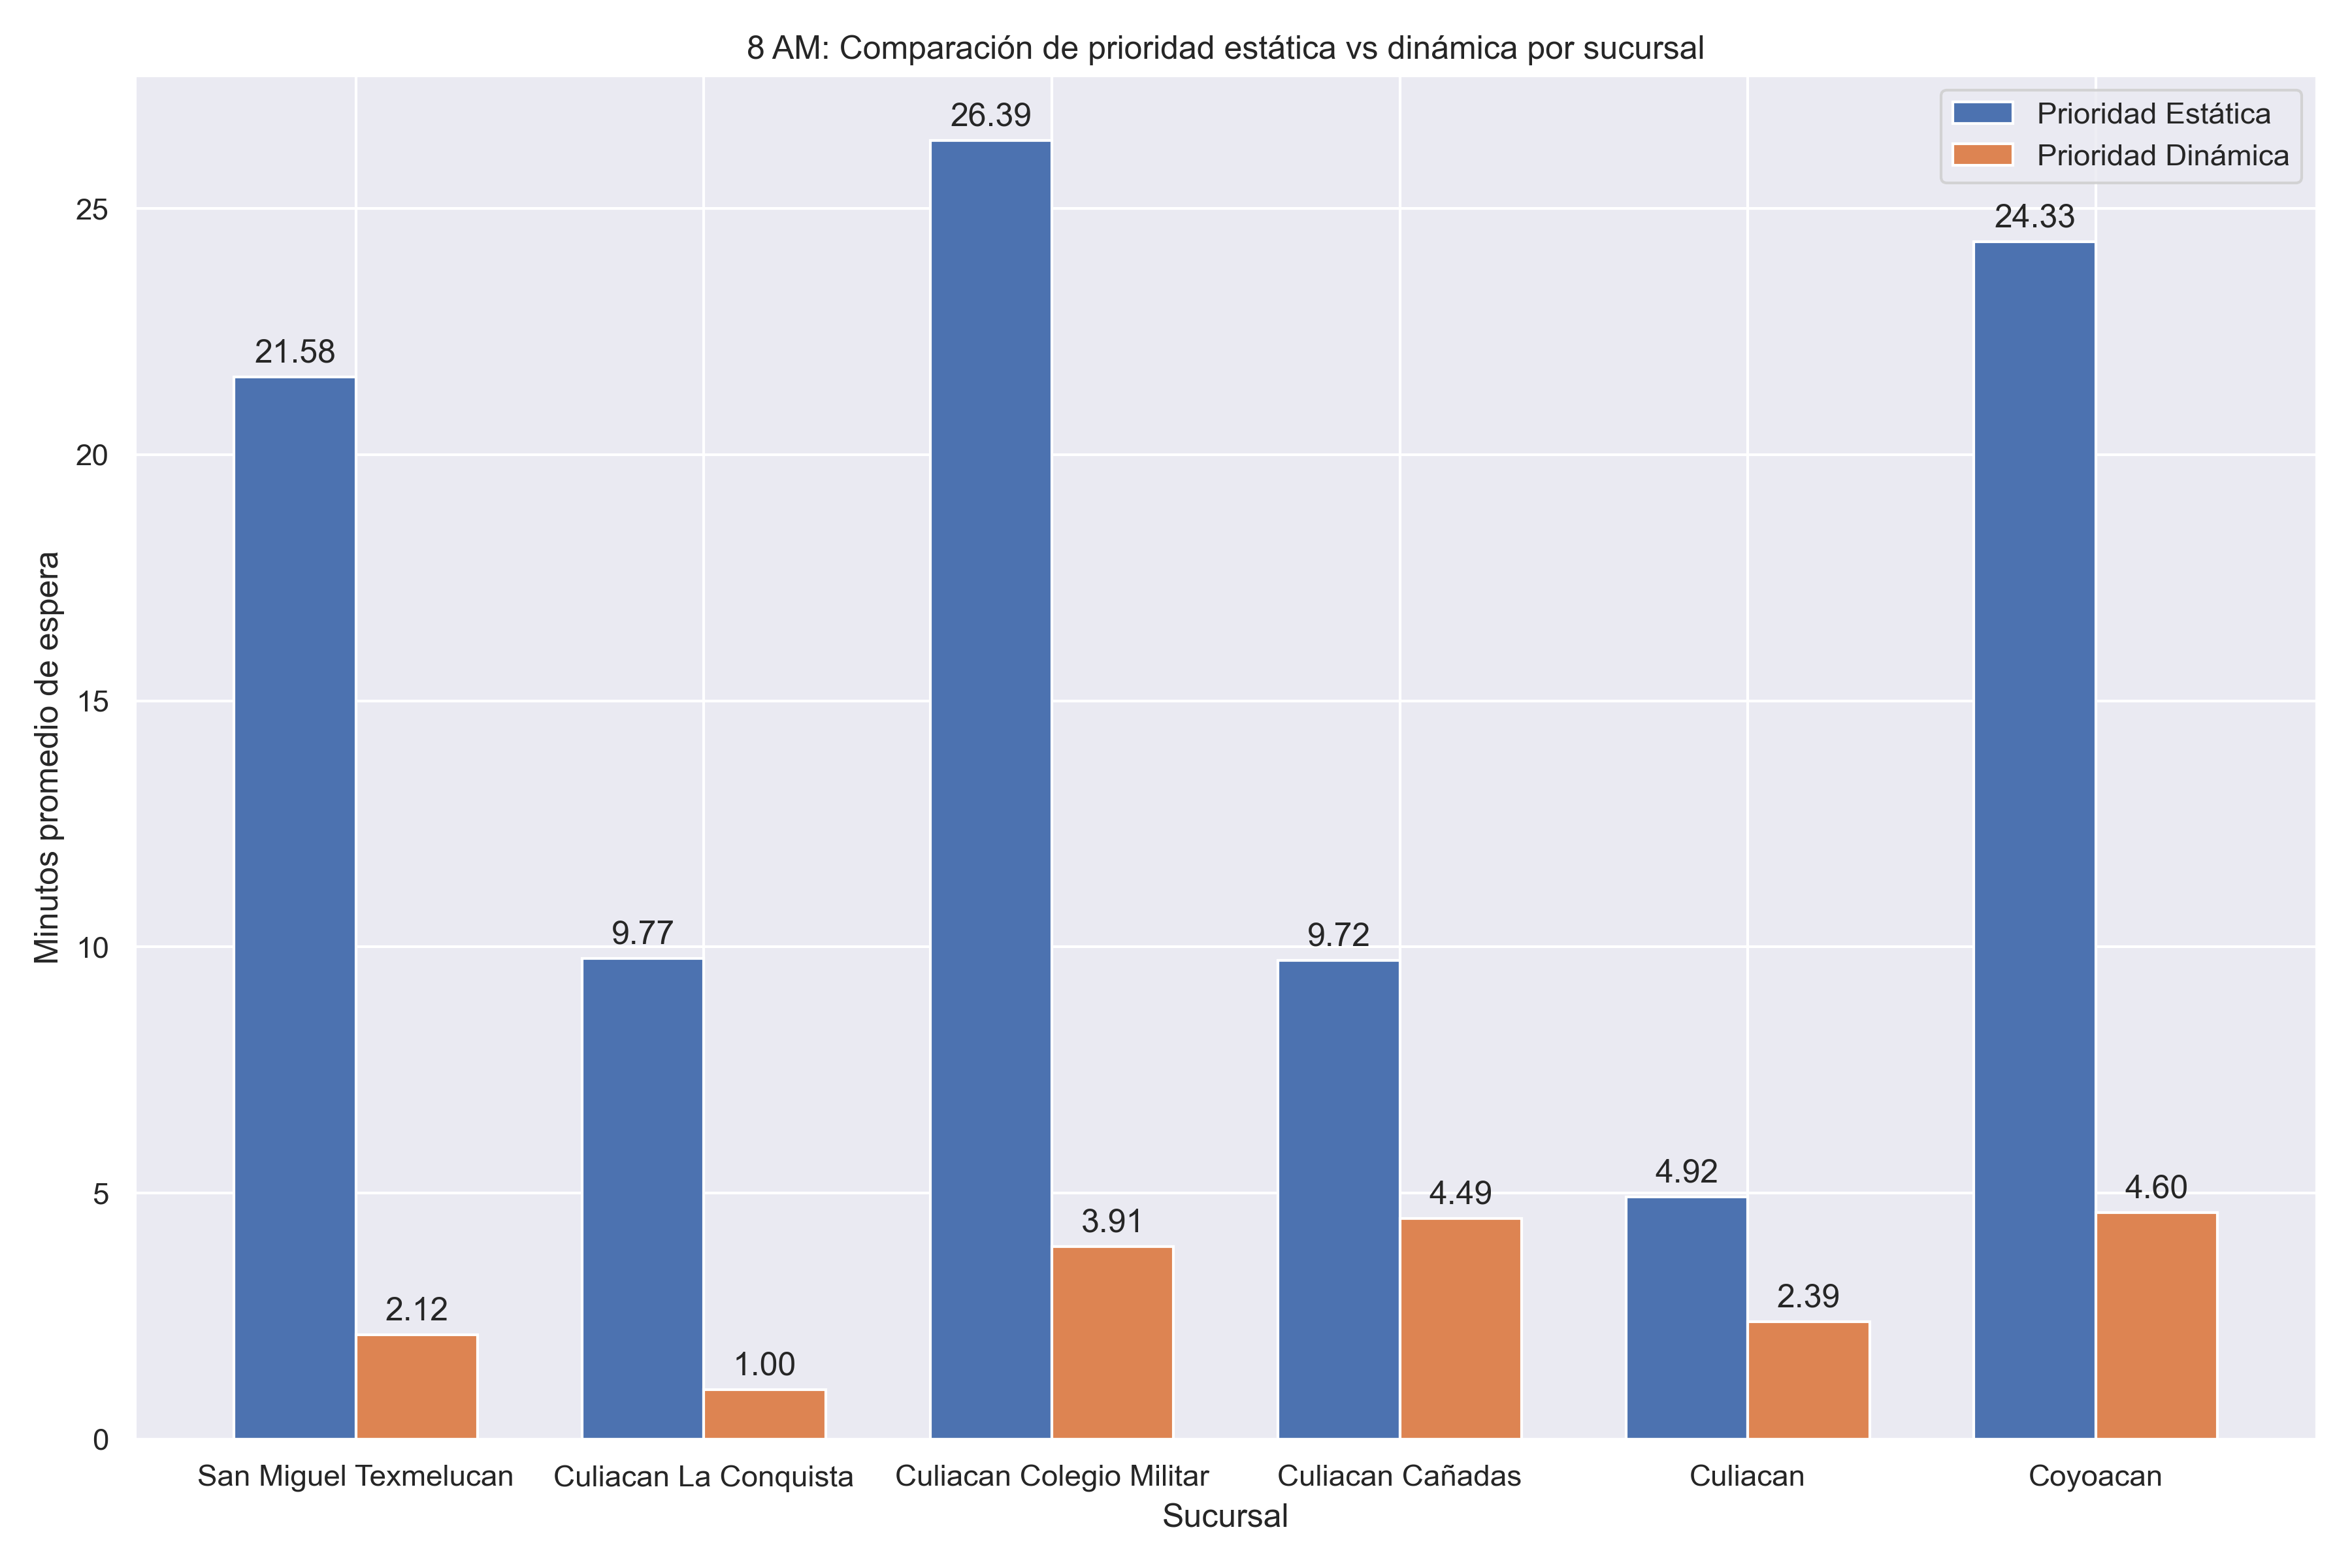 8 AM: Comparación de prioridad estática vs dinámica por sucursal
Prioridad Estática
Prioridad Dinámica
Minutos promedio de espera
25
20
15
10
5
0
21.58
2.12
9.77
1.00
26.39
3.91
9.72
4.49
4.92
2.39
24.33
4.60
San Miguel Texmelucan
Culiacan La Conquista
Culiacan Colegio Militar
Culiacan Cañadas
Culiacan
Coyoacan
Sucursal